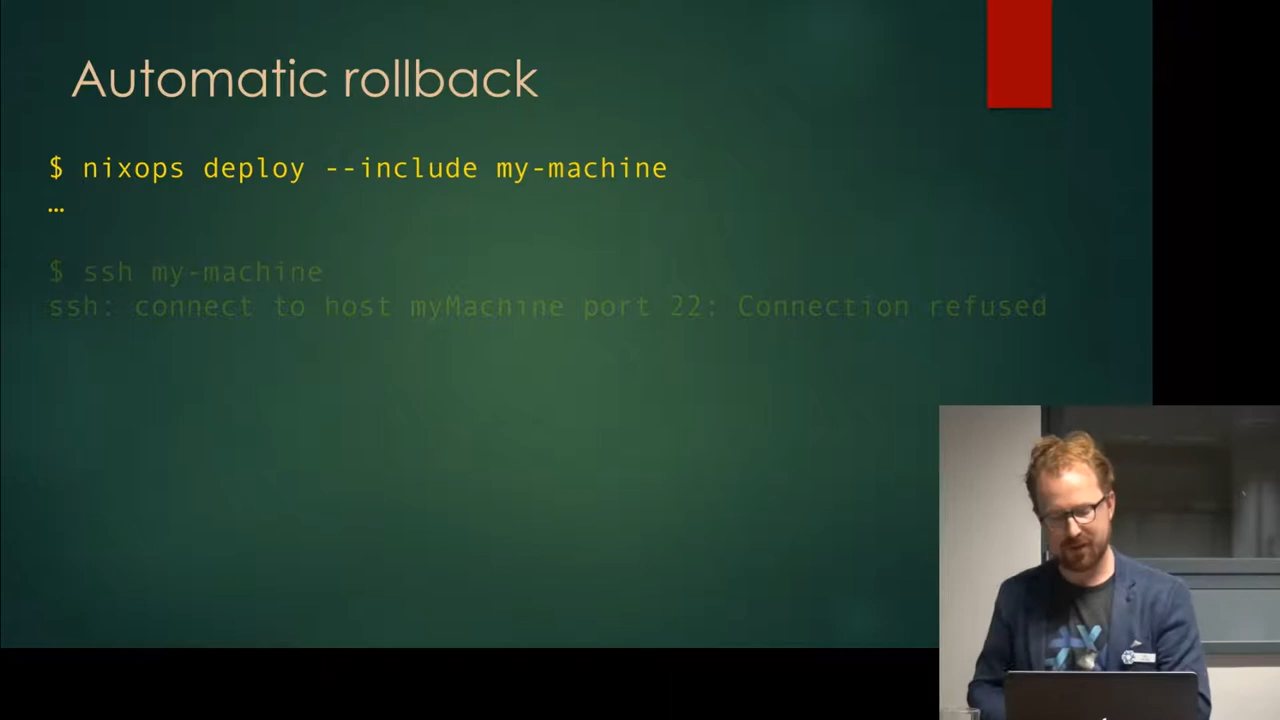 Automatic rollback
$ nixops deploy --include my-machine
…
$ ssh my-machine
ssh: connect to host myMachine port 22: Connection refused